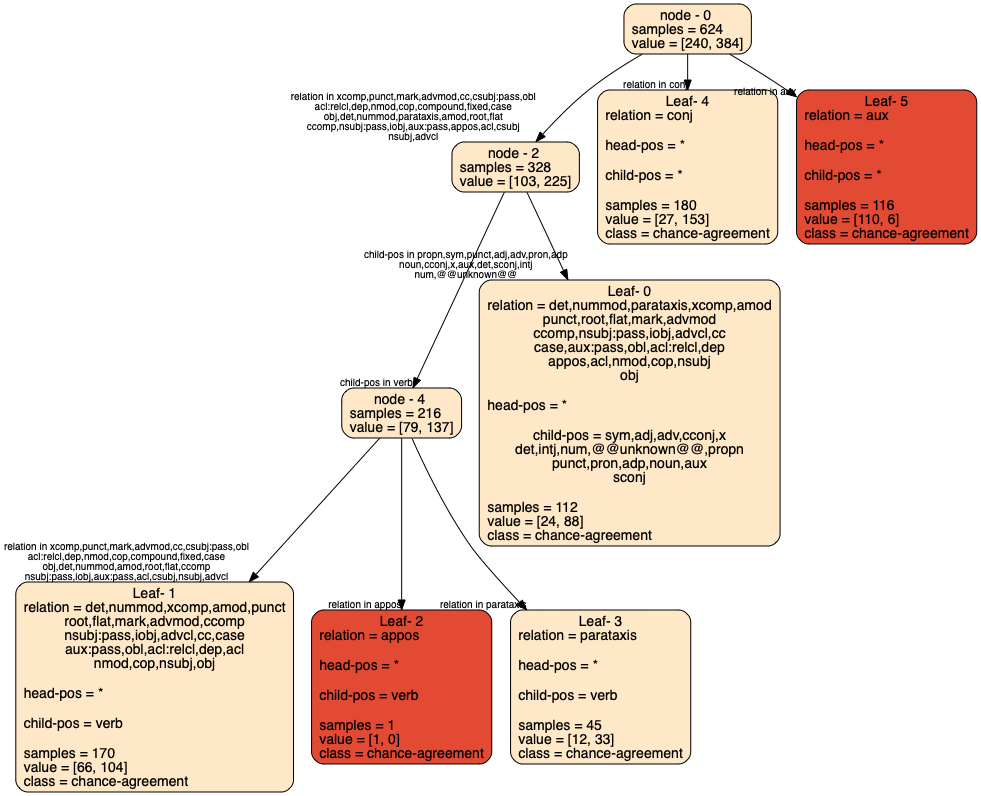 node - 0
samples = 624
value = [240, 384]
relation in xcomp,punct,mark,advmod,cc,csubj:pass,obl
acl:relcl,dep,nmod,cop,compound,fixed,case
obj,det,nummod,parataxis,amod,root,flat
ccomp,nsubj:pass,iobj,aux:pass,appos,acl,csubj
nsubj,advcl
relation in conj
relation in aux
node - 2
samples = 328
value = [103, 225]
Leaf- 4
relation = conj
head-pos = *
child-pos = *
samples = 180
value = [27, 153]
class = chance-agreement
Leaf- 5
relation = aux
head-pos = *
child-pos = *
samples = 116
value = [110, 6]
class = chance-agreement
child-pos in propn,sym,punct,adj,adv,pron,adp
noun,cconj,x,aux,det,sconj,intj
num,@@unknown@@
child-pos in verb
node - 4
samples = 216
value = [79, 137]
Leaf- 0
relation = det,nummod,parataxis,xcomp,amod
punct,root,flat,mark,advmod
ccomp,nsubj:pass,iobj,advcl,cc
case,aux:pass,obl,acl:relcl,dep
appos,acl,nmod,cop,nsubj
obj
head-pos = *
child-pos = sym,adj,adv,cconj,x
det,intj,num,@@unknown@@,propn
punct,pron,adp,noun,aux
sconj
samples = 112
value = [24, 88]
class = chance-agreement
relation in xcomp,punct,mark,advmod,cc,csubj:pass,obl
acl:relcl,dep,nmod,cop,compound,fixed,case
obj,det,nummod,amod,root,flat,ccomp
nsubj:pass,iobj,aux:pass,acl,csubj,nsubj,advcl
relation in appos
relation in parataxis
Leaf- 1
relation = det,nummod,xcomp,amod,punct
root,flat,mark,advmod,ccomp
nsubj:pass,iobj,advcl,cc,case
aux:pass,obl,acl:relcl,dep,acl
nmod,cop,nsubj,obj
head-pos = *
child-pos = verb
samples = 170
value = [66, 104]
class = chance-agreement
Leaf- 2
relation = appos
head-pos = *
child-pos = verb
samples = 1
value = [1, 0]
class = chance-agreement
Leaf- 3
relation = parataxis
head-pos = *
child-pos = verb
samples = 45
value = [12, 33]
class = chance-agreement